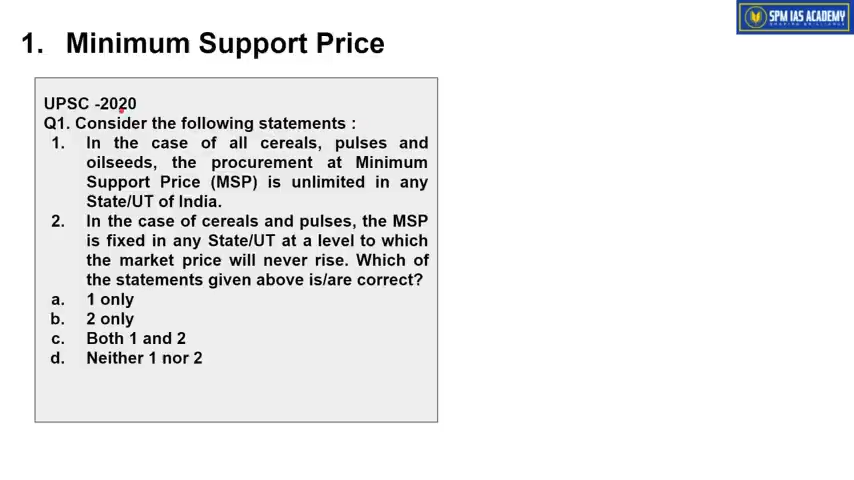 SPM IAS ACADEMY
1. Minimum Support Price
UPSC -2020
Q1. Consider the following statements :
1. In the case of all cereals, pulses and
oilseeds, the procurement at Minimum
Support Price (MSP) is unlimited in any
State/UT of India.
2. In the case of cereals and pulses, the MSP
is fixed in any State/UT at a level to which
the market price will never rise. Which of
the statements given above is/are correct?
a. 1 only
b. 2 only
c. Both 1 and 2
d. Neither 1 nor 2